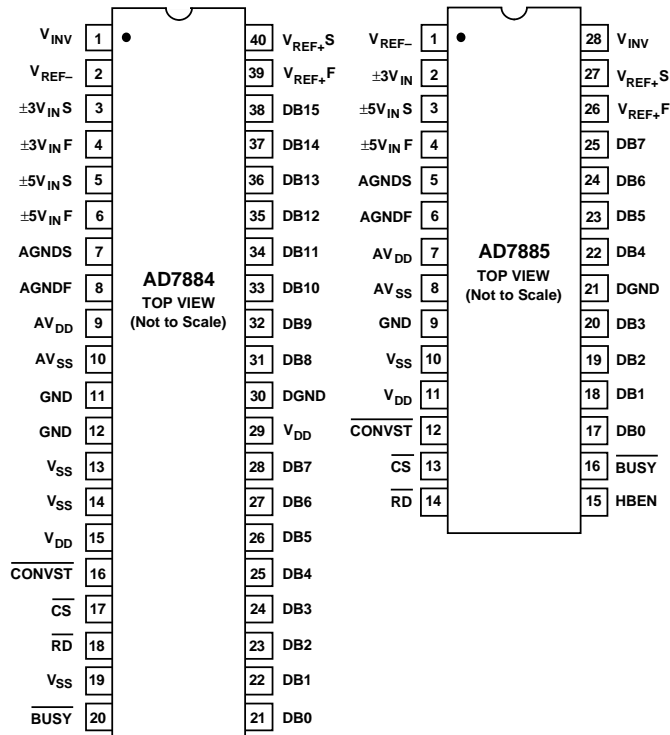 V_INV 1 40 V_REF+S
V_REF– 2 39 V_REF+F
±3V_IN S 3 38 DB15
±3V_IN F 4 37 DB14
±5V_IN S 5 36 DB13
±5V_IN F 6 35 DB12
AGNDS 7 34 DB11
AGNDF 8 33 DB10
AV_DD 9 32 DB9
AV_SS 10 31 DB8
GND 11 30 DGND
GND 12 29 V_DD
V_SS 13 28 DB7
V_SS 14 27 DB6
V_DD 15 26 DB5
CONVST 16 25 DB4
CS 17 24 DB3
RD 18 23 DB2
V_SS 19 22 DB1
BUSY 20 21 DB0
AD7884
TOP VIEW
(Not to Scale)
V_REF– 1 28 V_INV
±3V_IN 2 27 V_REF+S
±5V_IN S 3 26 V_REF+F
±5V_IN F 4 25 DB7
AGNDS 5 24 DB6
AGNDF 6 23 DB5
AV_DD 7 22 DB4
AV_SS 8 21 DGND
GND 9 20 DB3
V_SS 10 19 DB2
V_DD 11 18 DB1
CONVST 12 17 DB0
CS 13 16 BUSY
RD 14 15 HBEN
AD7885
TOP VIEW
(Not to Scale)